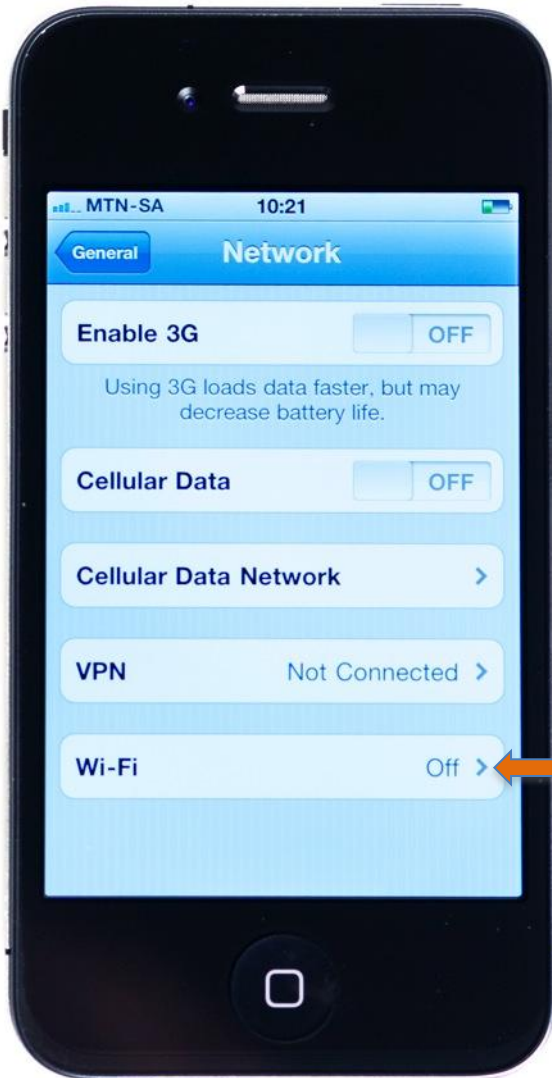 MTN-SA 10:21
General Network
Enable 3G OFF
Using 3G loads data faster, but may
decrease battery life.
Cellular Data OFF
Cellular Data Network
VPN Not Connected
Wi-Fi Off